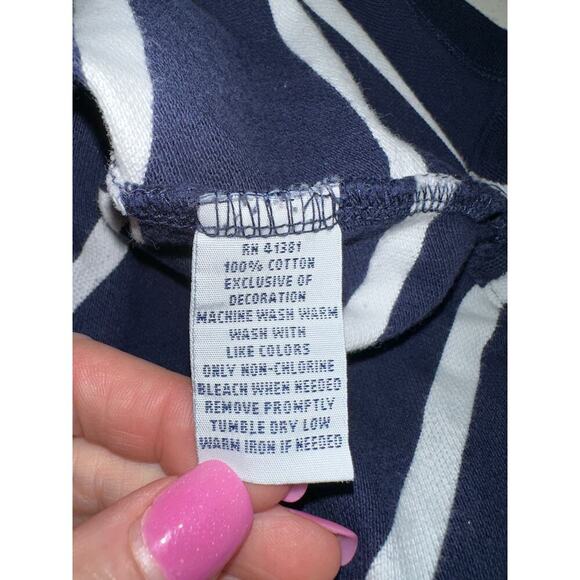 RN 41381
100% COTTON
EXCLUSIVE OF
DECORATION
MACHINE WASH WARM
WASH WITH
LIKE COLORS
ONLY NON-CHLORINE
BLEACH WHEN NEEDED
REMOVE PROMPTLY
TUMBLE DRY LOW
WARM IRON IF NEEDED